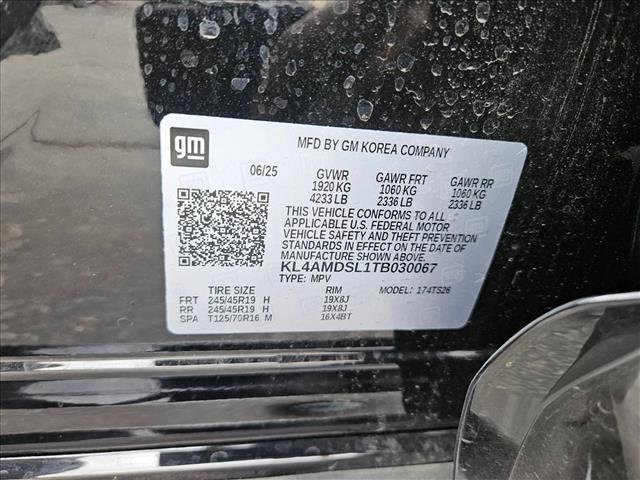 gm
MFD BY GM KOREA COMPANY
06/25 GVWR GAWR FRT GAWR RR
1920 KG 1060 KG 1060 KG
4233 LB 2336 LB 2336 LB
THIS VEHICLE CONFORMS TO ALL
APPLICABLE U.S. FEDERAL MOTOR
VEHICLE SAFETY AND THEFT PREVENTION
STANDARDS IN EFFECT ON THE DATE OF
MANUFACTURE SHOWN ABOVE.
KL4AMDSL1TB030067
TYPE: MPV MODEL: 174TS26
TIRE SIZE RIM
FRT 245/45R19 H 19X8J
RR 245/45R19 H 19X8J
SPA T125/70R16 M 16X4BT